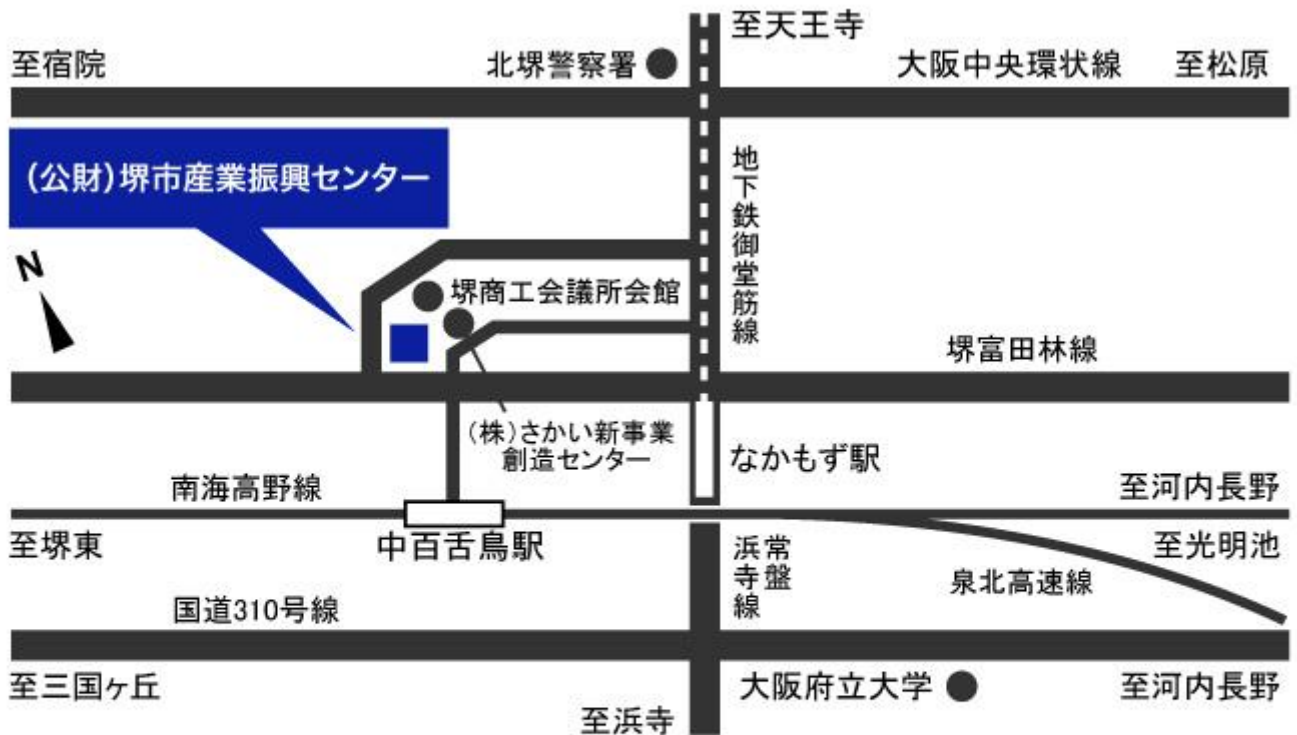 至天王寺
至宿院
北堺警察署
大阪中央環状線
至松原
(公財)堺市産業振興センター
地下鉄御堂筋線
N
堺商工会議所会館
堺富田林線
(株)さかい新事業
創造センター
なかもず駅
南海高野線
至河内長野
至堺東
中百舌鳥駅
常盤
浜寺線
至光明池
泉北高速線
国道310号線
至三国ヶ丘
大阪府立大学
至河内長野
至浜寺